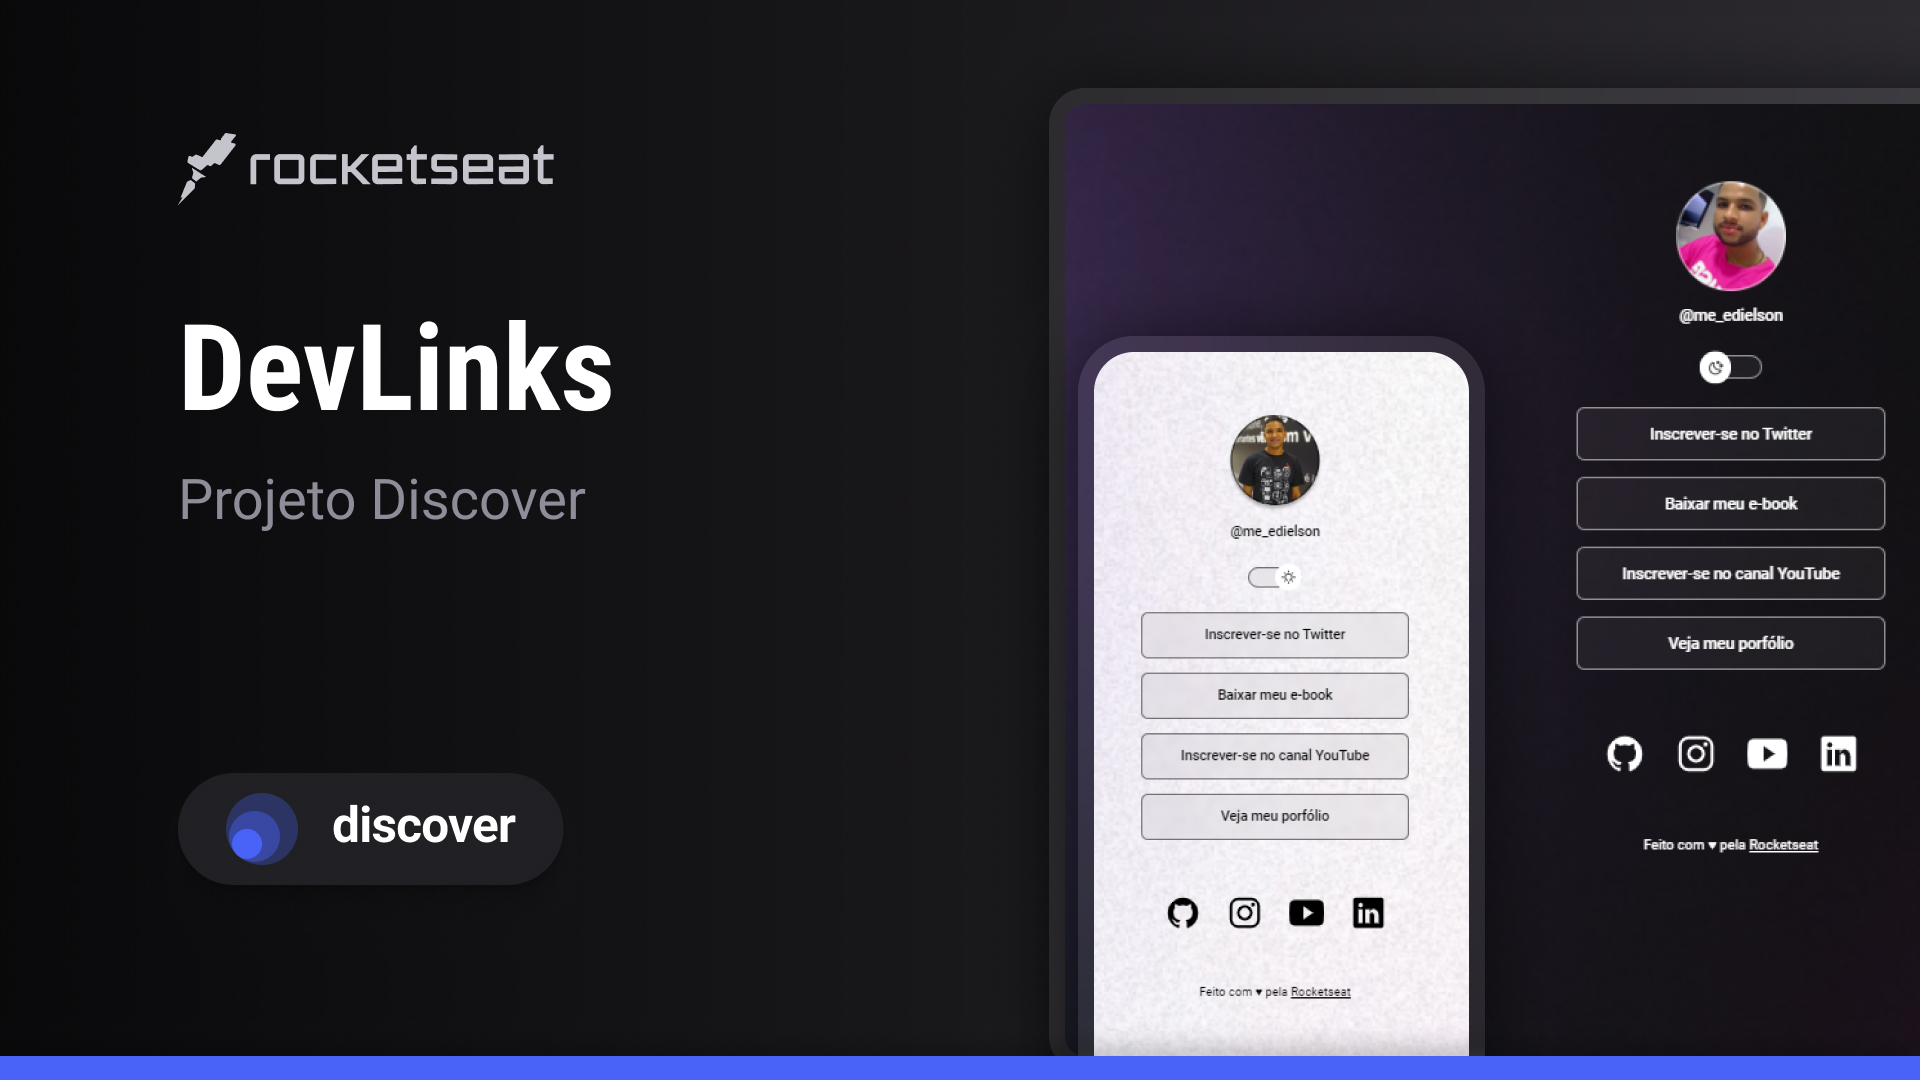 rocketseat
DevLinks
Projeto Discover
discover
@me_edielson
Inscrever-se no Twitter
Baixar meu e-book
Inscrever-se no canal YouTube
Veja meu porfólio
Feito com ♥ pela Rocketseat
@me_edielson
Inscrever-se no Twitter
Baixar meu e-book
Inscrever-se no canal YouTube
Veja meu porfólio
Feito com ♥ pela Rocketseat